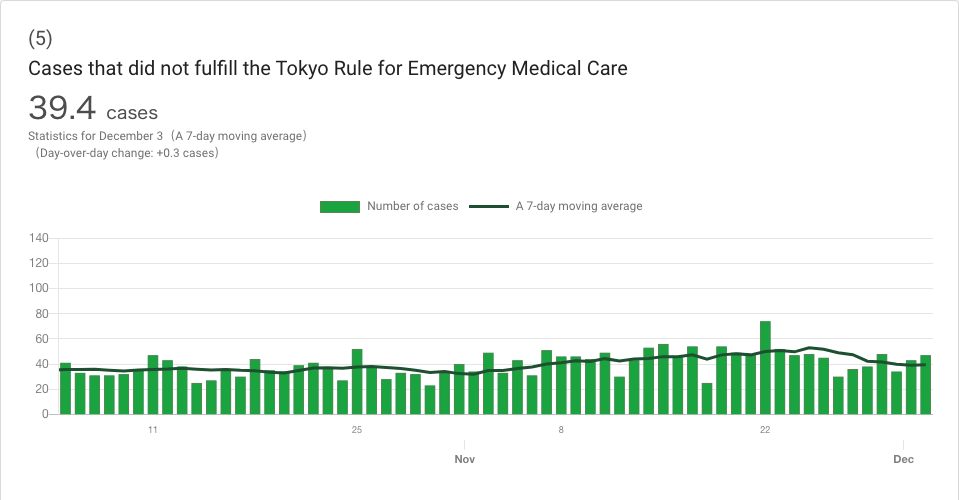 (5)
Cases that did not fulfill the Tokyo Rule for Emergency Medical Care
39.4 cases
Statistics for December 3（A 7-day moving average）
（Day-over-day change: +0.3 cases）
Number of cases A 7-day moving average
140
120
100
80
60
40
20
0
11 25 8 22
Nov Dec